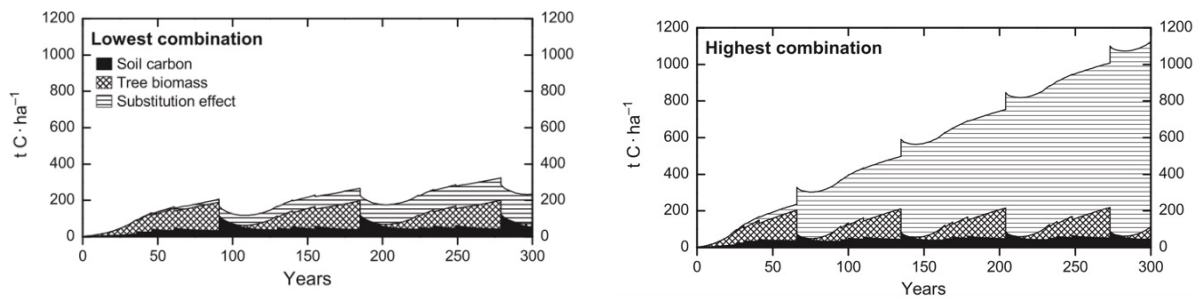 Lowest combination
Soil carbon
Tree biomass
Substitution effect
t C · ha⁻¹
1200
1000
800
600
400
200
0
1200
1000
800
600
400
200
0
0 50 100 150 200 250 300
Years
Highest combination
t C · ha⁻¹
1200
1000
800
600
400
200
0
1200
1000
800
600
400
200
0
0 50 100 150 200 250 300
Years